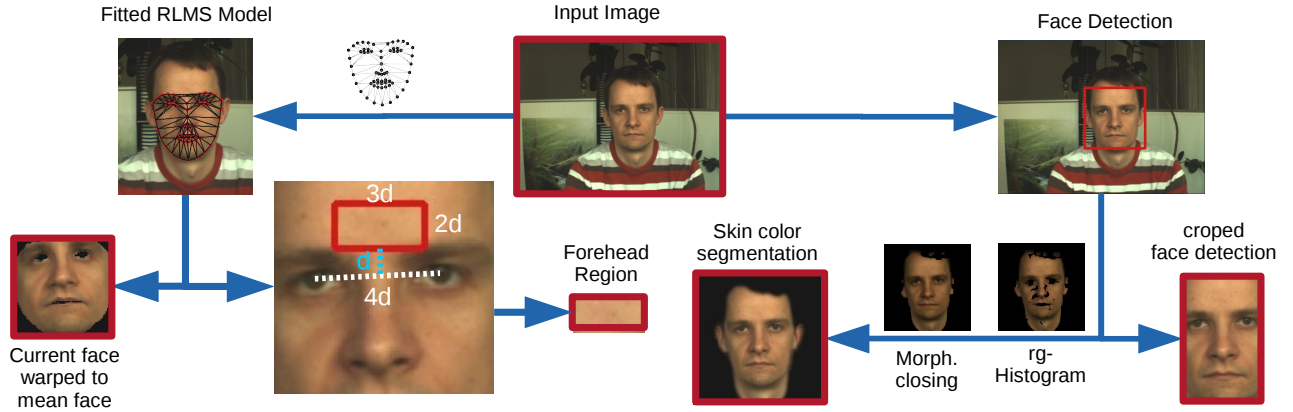 Fitted RLMS Model
Input Image
Face Detection
3d
2d
d
4d
Forehead
Region
Current face
warped to
mean face
Skin color
segmentation
Morph.
closing
rg-
Histogram
croped
face detection